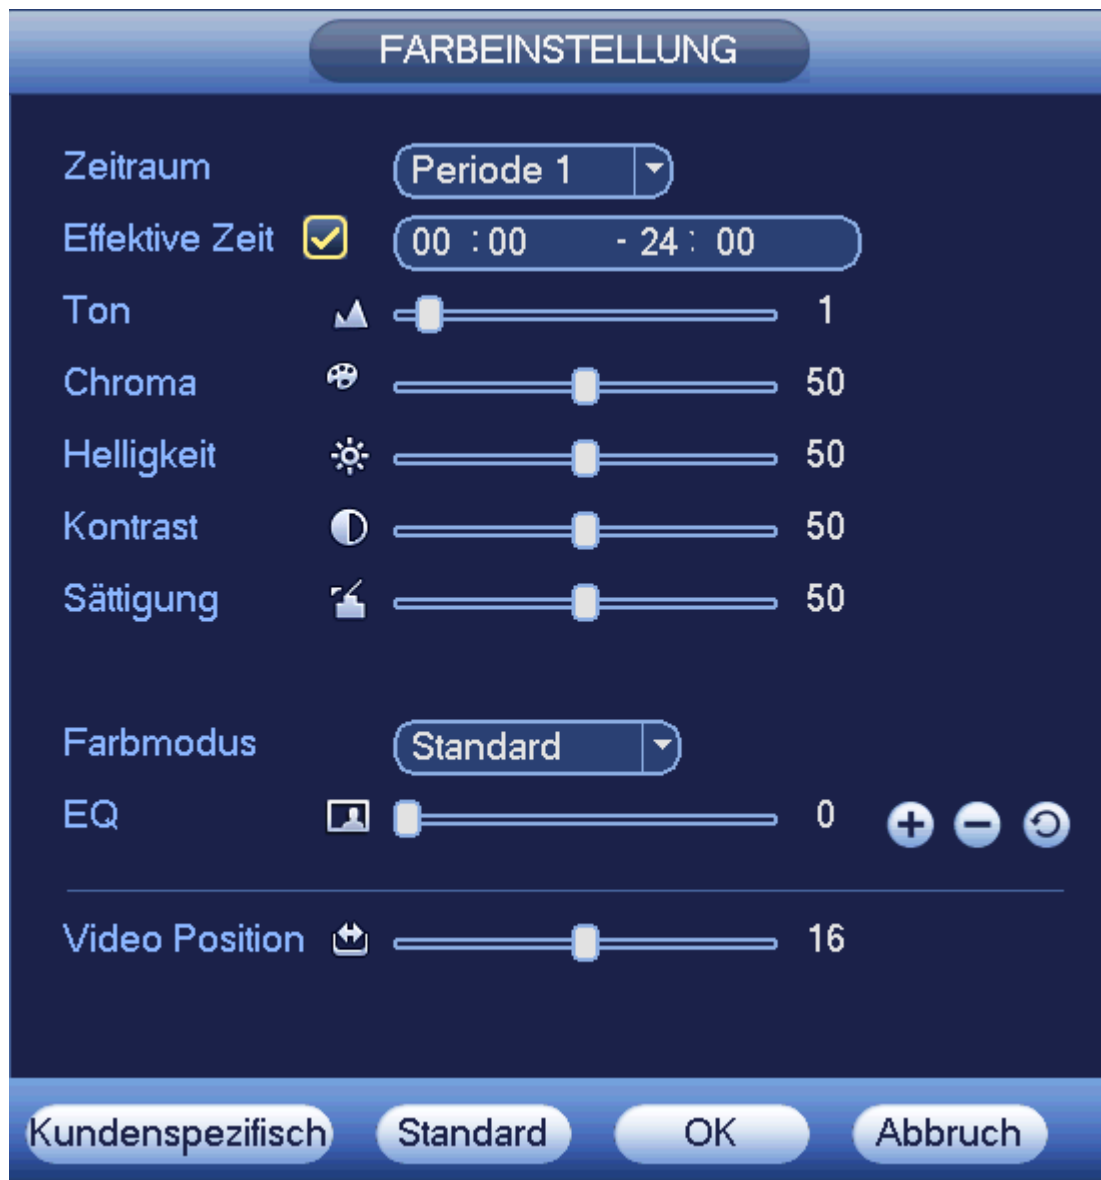 FARBEINSTELLUNG
Zeitraum Periode 1
Effektive Zeit 00 : 00 - 24 : 00
Ton 1
Chroma 50
Helligkeit 50
Kontrast 50
Sättigung 50
Farbmodus Standard
EQ 0
Video Position 16
Kundenspezifisch Standard OK Abbruch